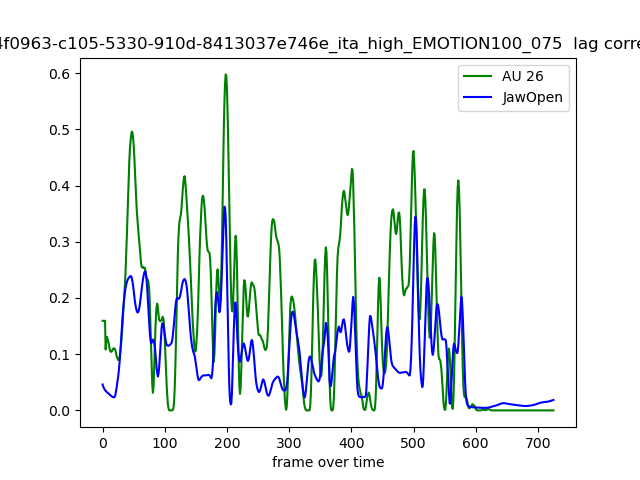 4f0963-c105-5330-910d-8413037e746e_ita_high_EMOTION100_075 lag corre
AU 26
JawOpen
0.6
0.5
0.4
0.3
0.2
0.1
0.0
0 100 200 300 400 500 600 700
frame over time